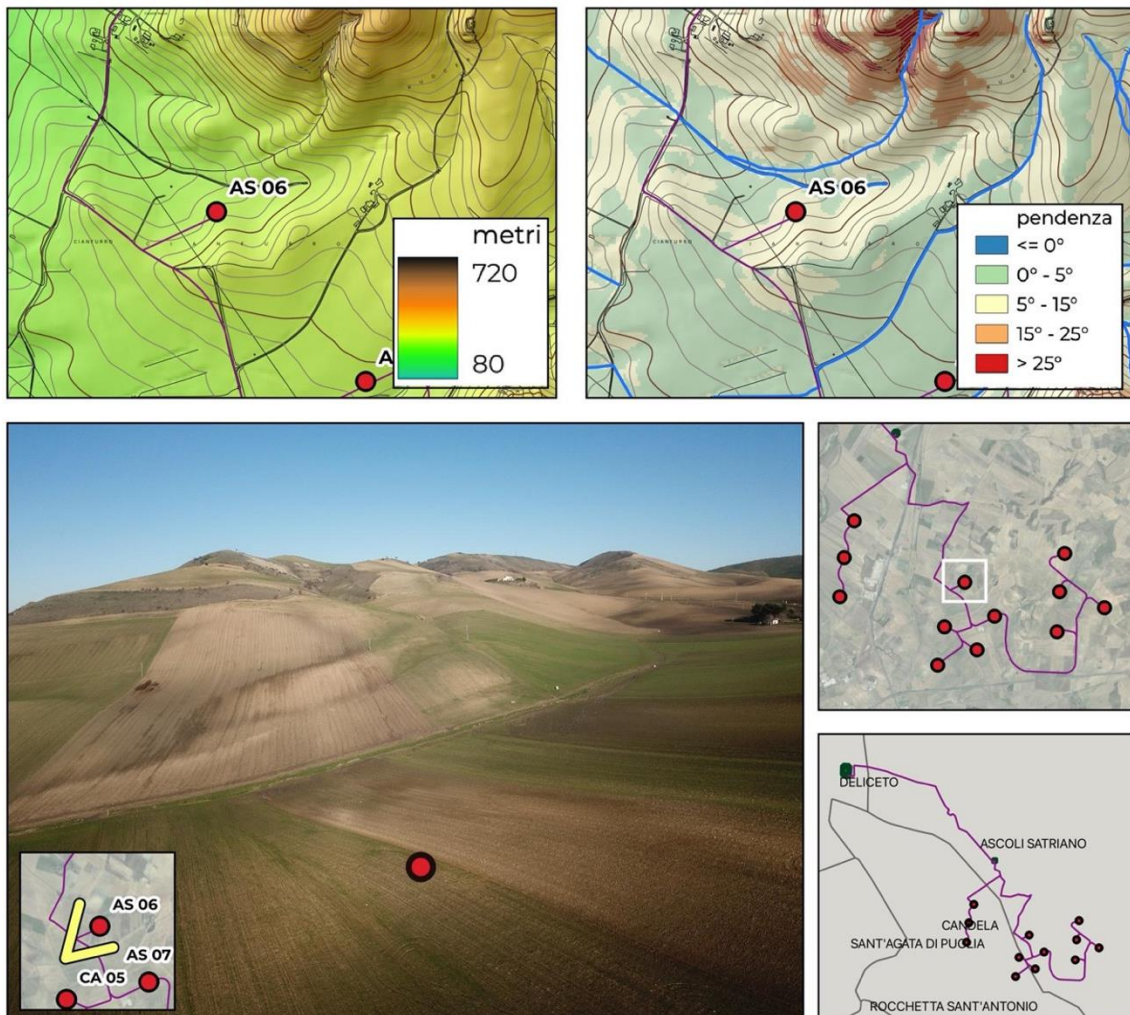 AS 06
metri
720
80
CIANFURRO
C I A N F U R R O
A
AS 06
pendenza
<= 0°
0° - 5°
5° - 15°
15° - 25°
> 25°
CIANFURRO
AS 06
AS 07
CA 05
DELICETO
ASCOLI SATRIANO
CANDELA
SANT'AGATA DI PUGLIA
ROCCHETTA SANT'ANTONIO